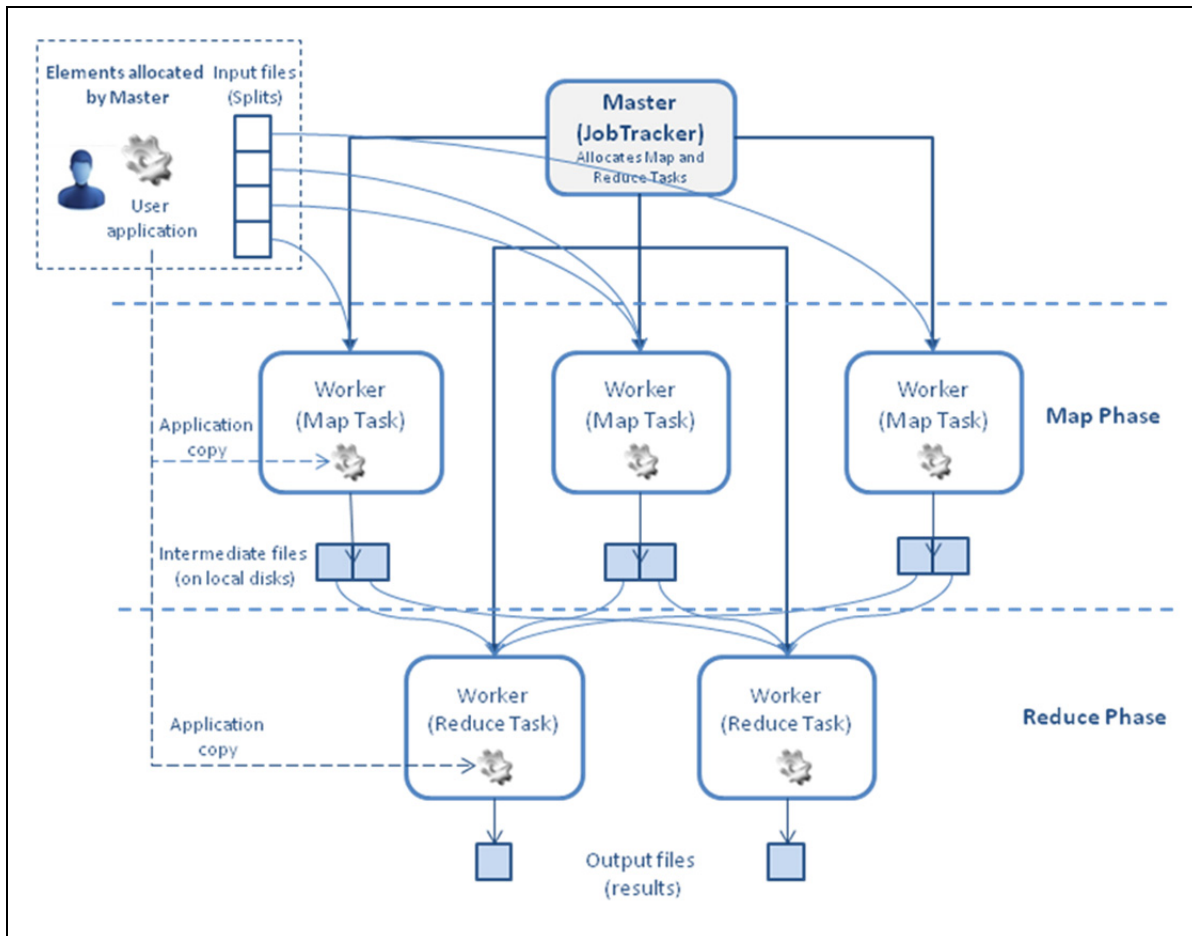 Elements allocated
by Master
Input files
(Splits)
User
application
Master
(JobTracker)
Allocates Map and
Reduce Tasks
Worker
(Map Task)
Worker
(Map Task)
Worker
(Map Task)
Map Phase
Application
copy
Intermediate files
(on local disks)
Worker
(Reduce Task)
Worker
(Reduce Task)
Reduce Phase
Application
copy
Output files
(results)